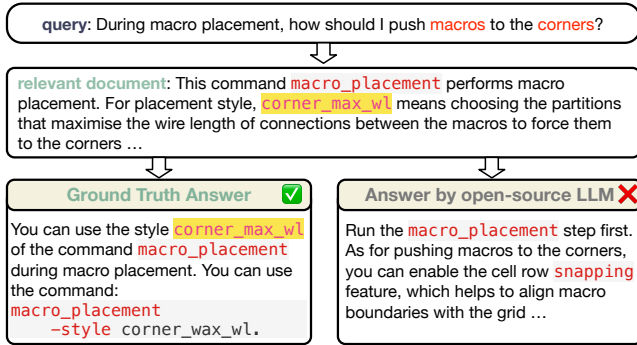 query: During macro placement, how should I push macros to the corners?
relevant document: This command macro_placement performs macro
placement. For placement style, corner_max_wl means choosing the partitions
that maximise the wire length of connections between the macros to force them
to the corners ...
Ground Truth Answer
You can use the style corner_max_wl
of the command macro_placement
during macro placement. You can use
the command:
macro_placement
-style corner_wax_wl.
Answer by open-source LLM
Run the macro_placement step first.
As for pushing macros to the corners,
you can enable the cell row snapping
feature, which helps to align macro
boundaries with the grid ...